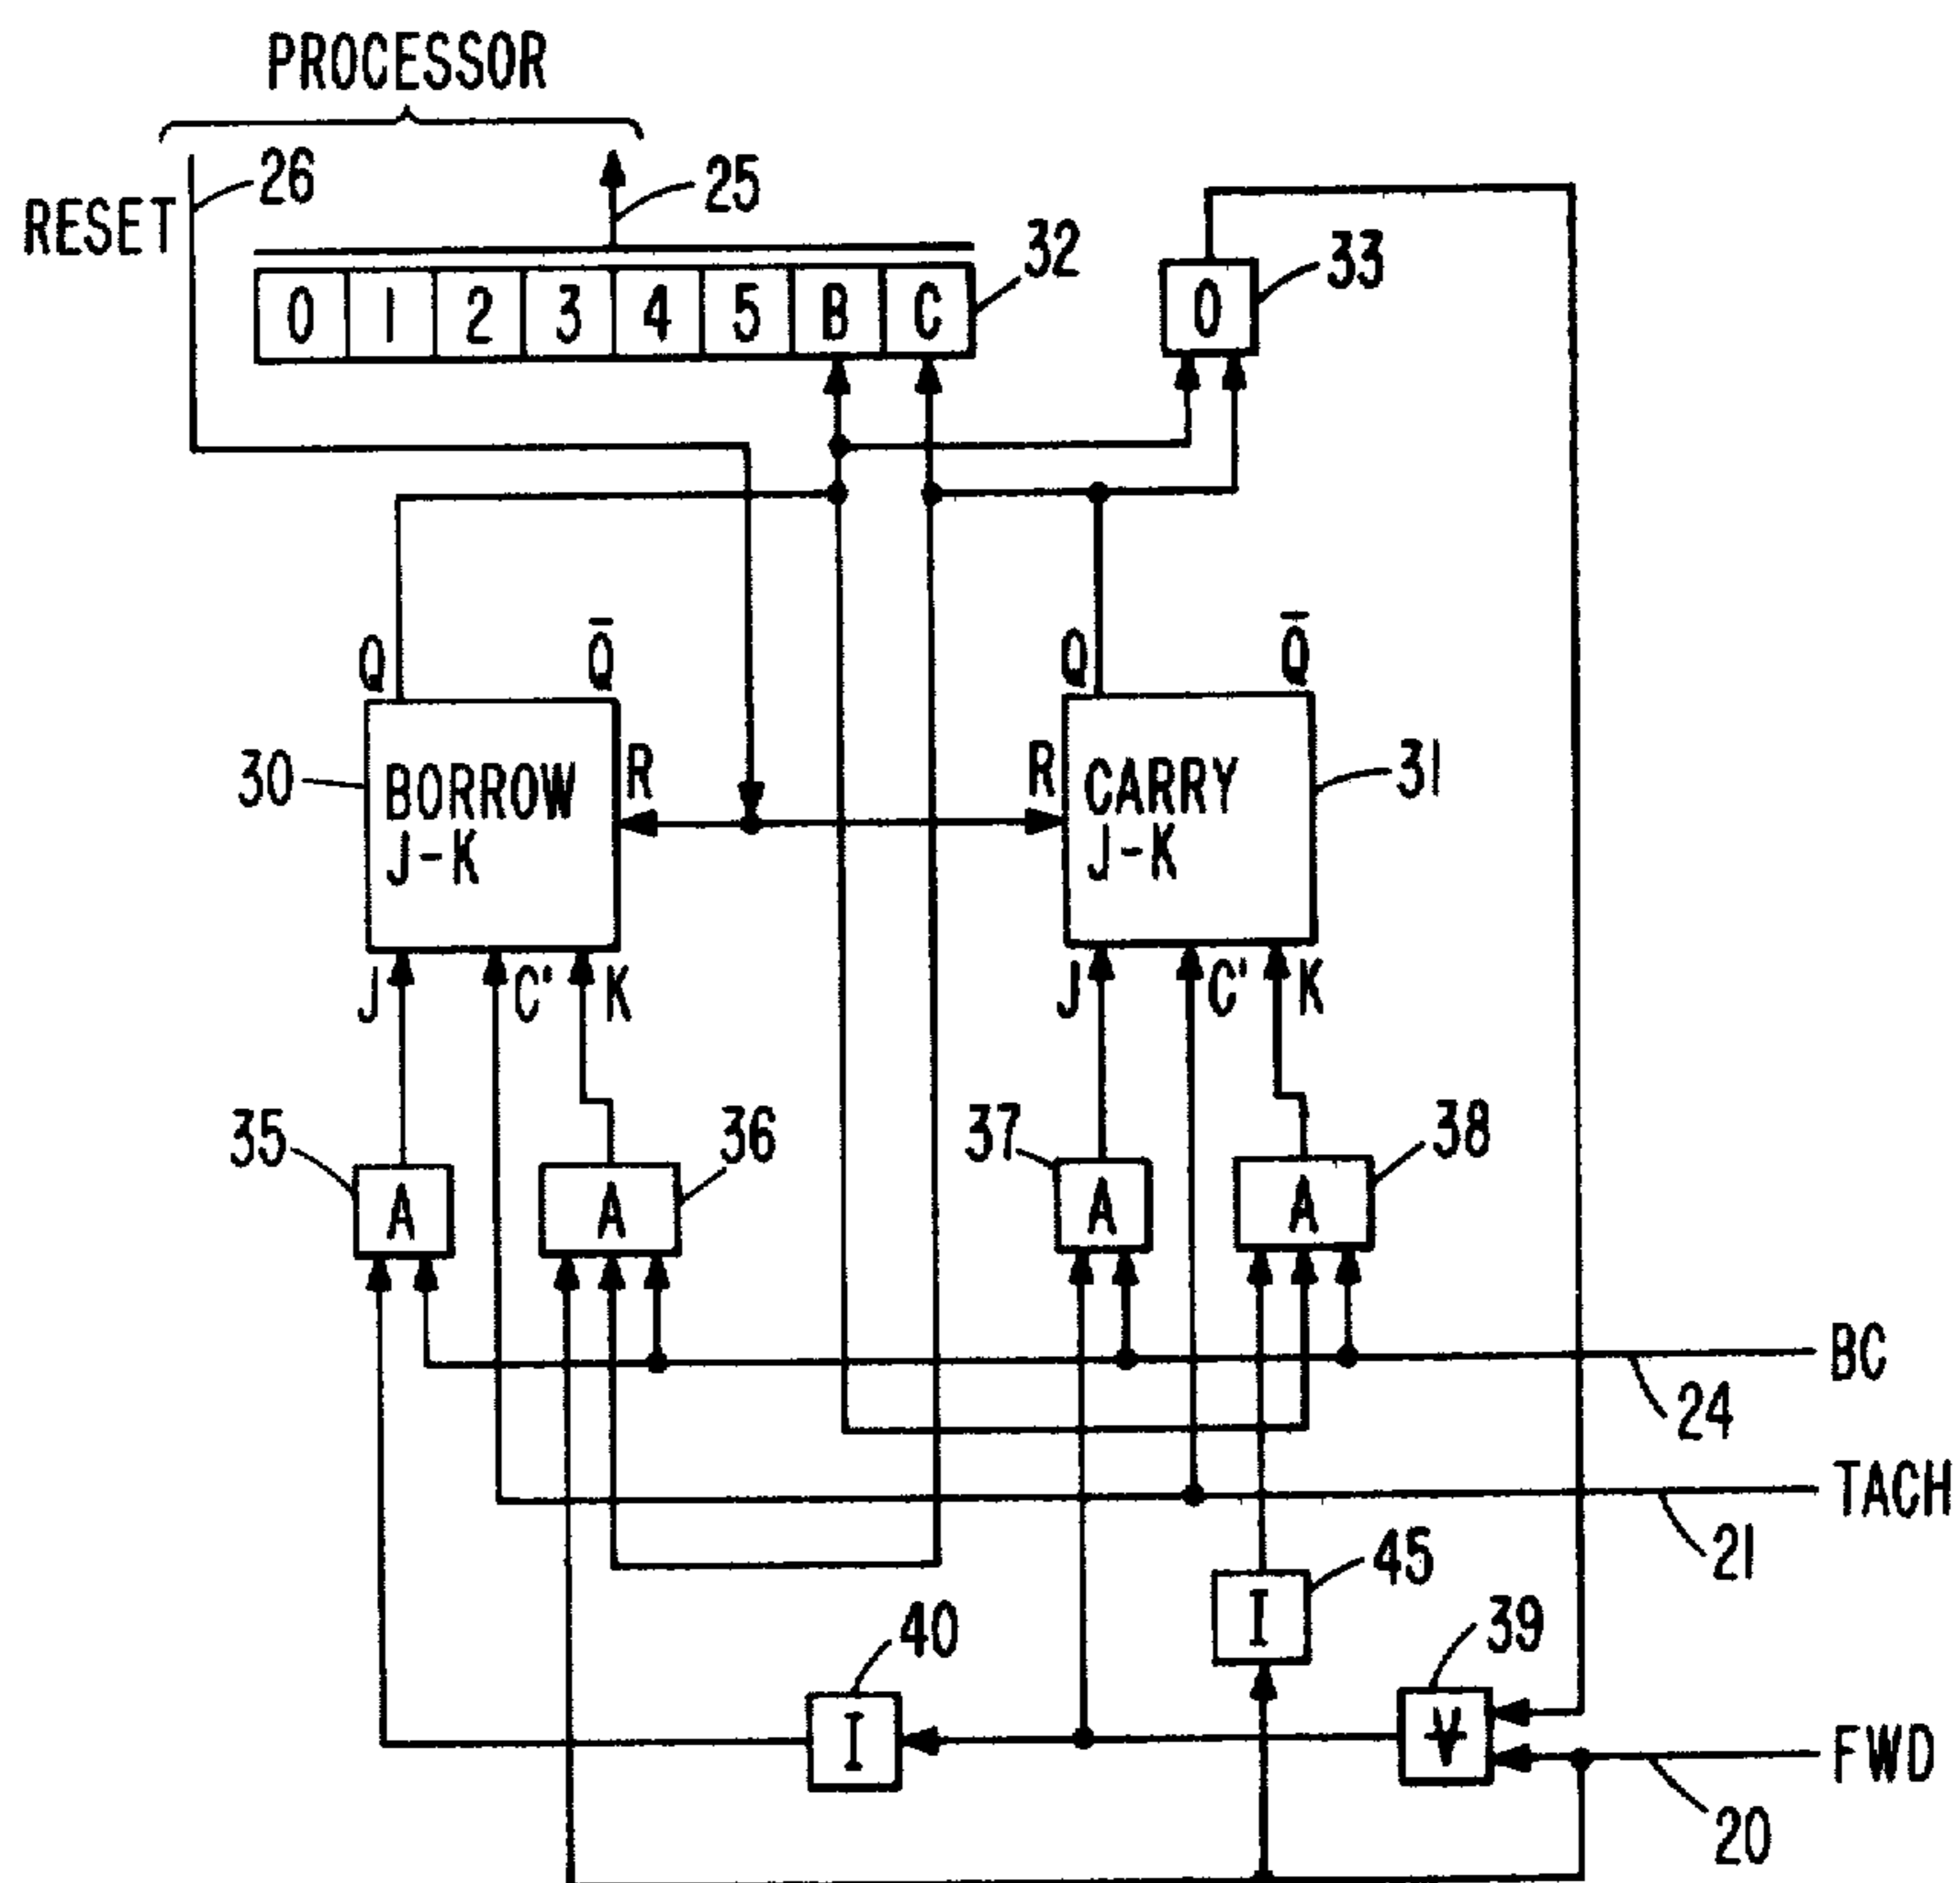 PROCESSOR
26
25
RESET
32
33
0 1 2 3 4 5 B C
O
Q Q̄
Q Q̄
30
BORROW
J-K
R
R
CARRY
J-K
31
J C' K
J C' K
35
36
37
38
A
A
A
A
BC
24
TACH
21
45
I
40
39
I
V
FWD
20